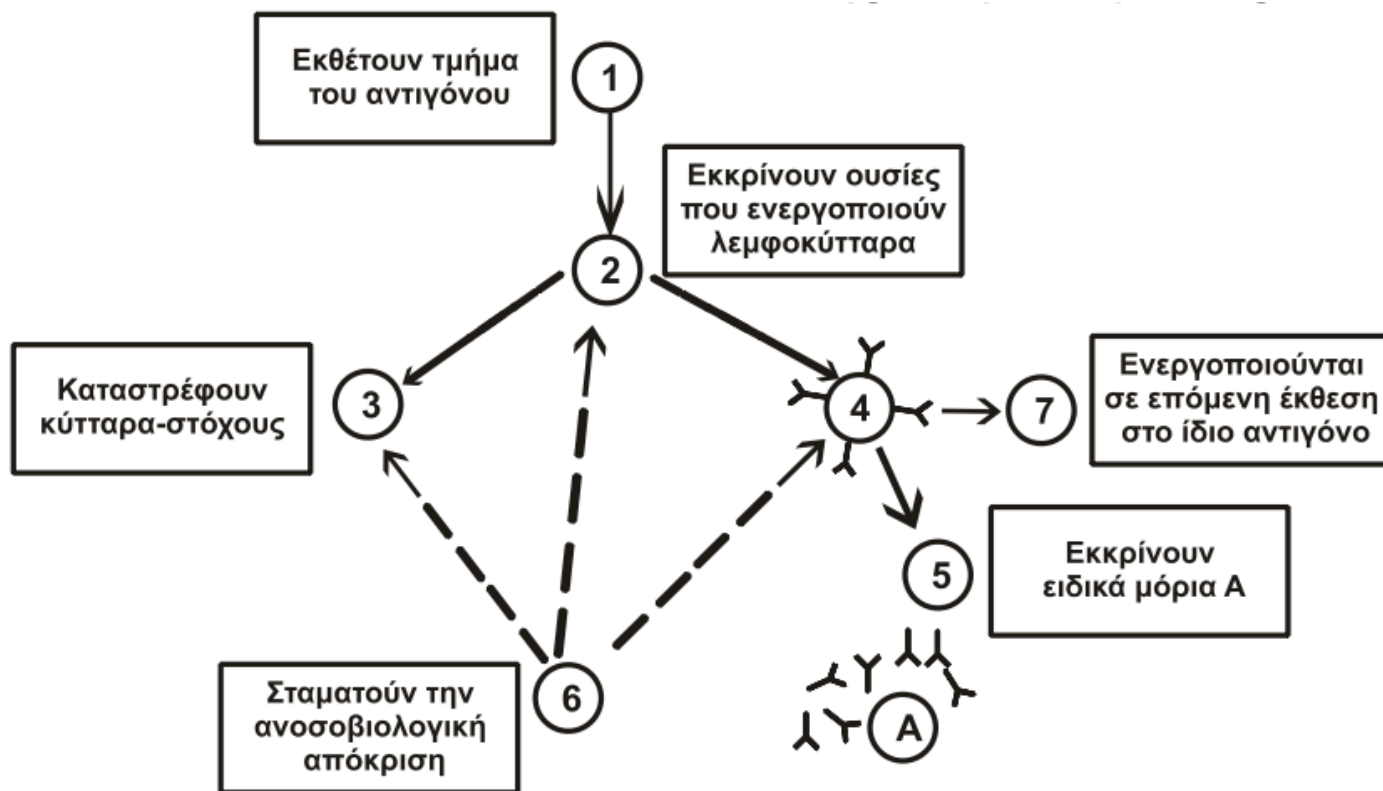 Εκθέτουν τμήμα
του αντιγόνου
1
Εκκρίνουν ουσίες
που ενεργοποιούν
λεμφοκύτταρα
2
Καταστρέφουν
κύτταρα-στόχους
3
4
7
Ενεργοποιούνται
σε επόμενη έκθεση
στο ίδιο αντιγόνο
5
Εκκρίνουν
ειδικά μόρια Α
Σταματούν την
ανοσοβιολογική
απόκριση
6
Α